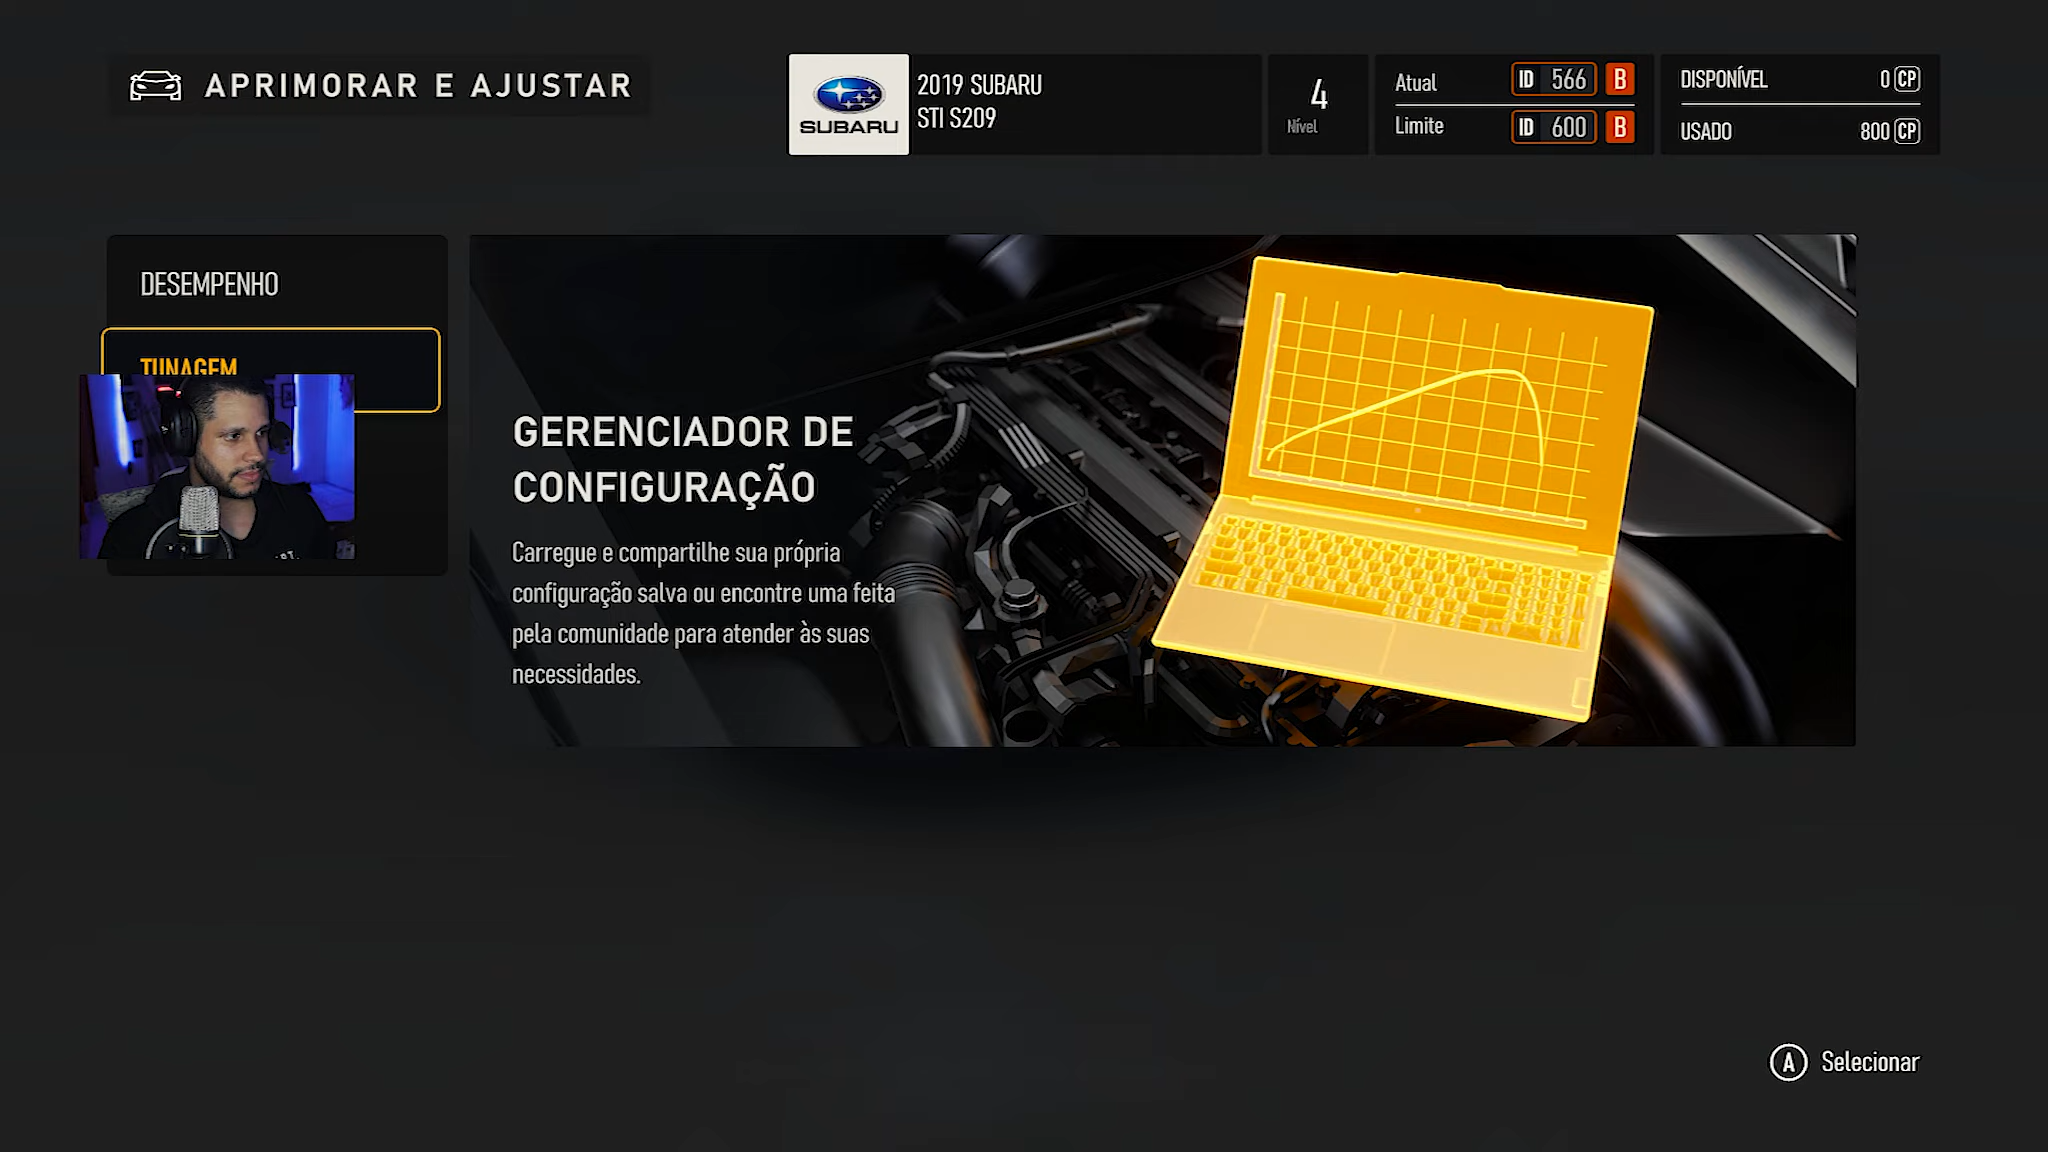 APRIMORAR E AJUSTAR
SUBARU
2019 SUBARU
STI S209
4
Nível
Atual ID 566 B
Limite ID 600 B
DISPONÍVEL 0 CP
USADO 800 CP
DESEMPENHO
TUNAGEM
GERENCIADOR DE
CONFIGURAÇÃO
Carregue e compartilhe sua própria
configuração salva ou encontre uma feita
pela comunidade para atender às suas
necessidades.
A Selecionar